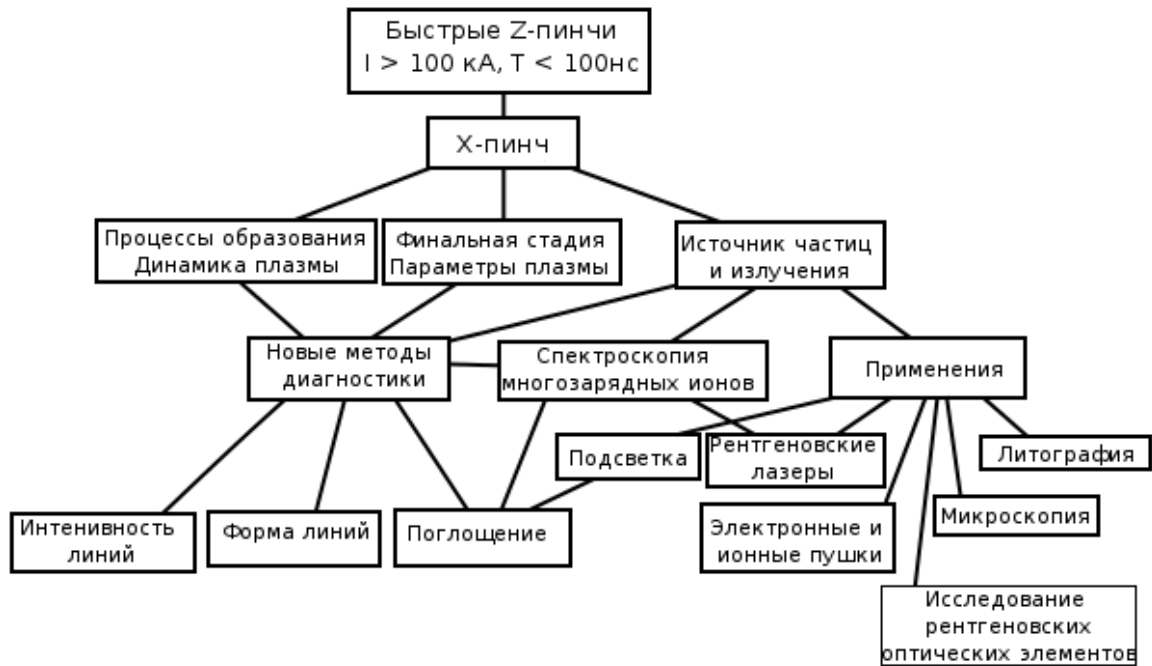 Быстрые Z-пинчи
I > 100 кА, T < 100нс
X-пинч
Процессы образования
Динамика плазмы
Финальная стадия
Параметры плазмы
Источник частиц
и излучения
Новые методы
диагностики
Спектроскопия
многозарядных ионов
Применения
Подсветка
Рентгеновские
лазеры
Литография
Интенивность
линий
Форма линий
Поглощение
Электронные и
ионные пушки
Микроскопия
Исследование
рентгеновских
оптических элементов